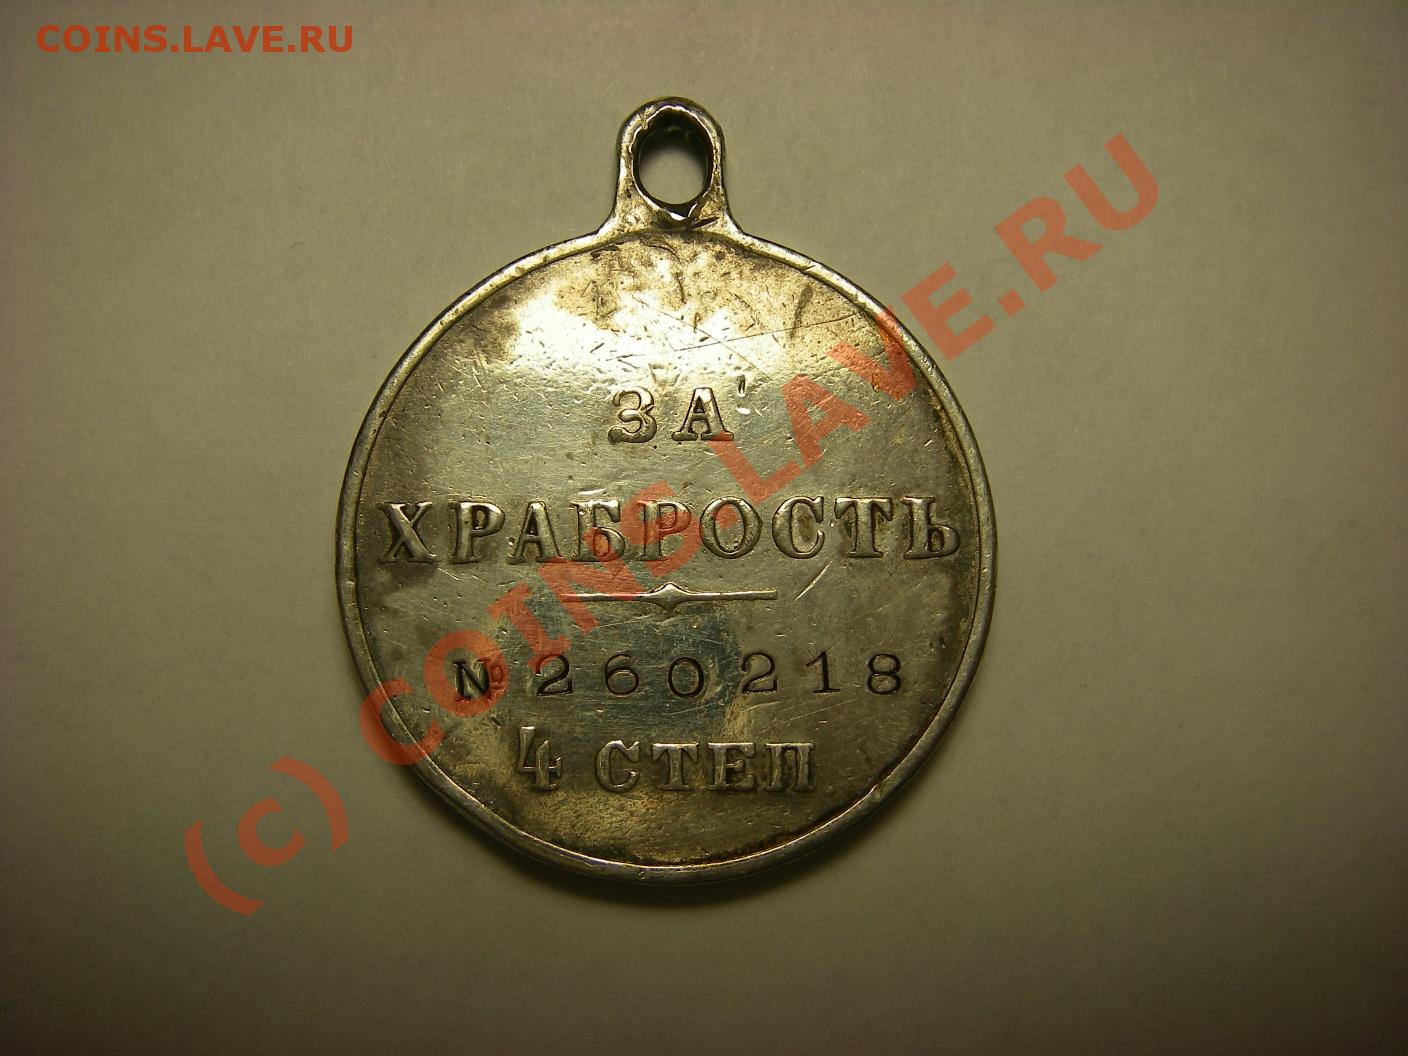 COINS.LAVE.RU
ЗА
ХРАБРОСТЬ
№ 260218
4 СТЕП
(c) COINS.LAVE.RU